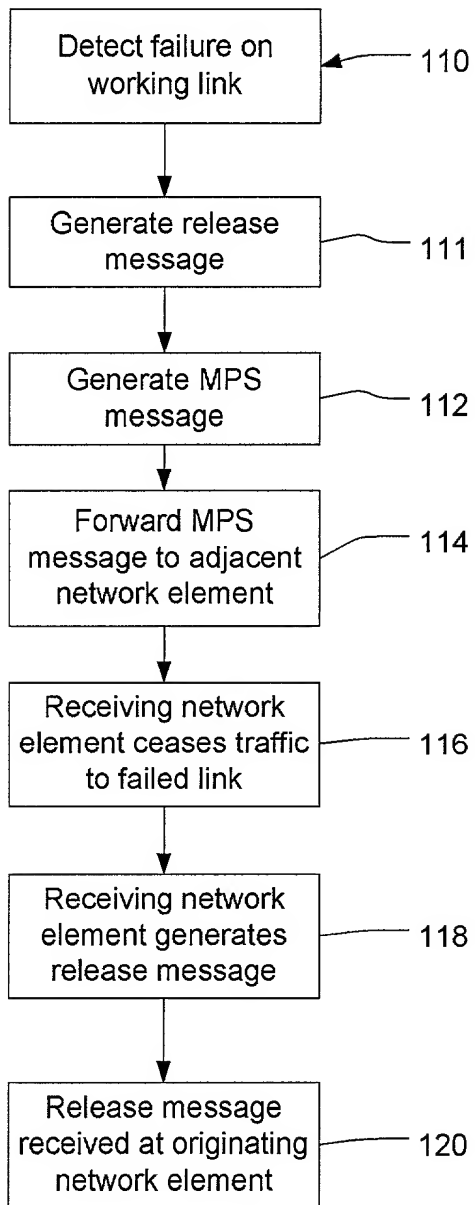 Detect failure on
working link
110
Generate release
message
111
Generate MPS
message
112
Forward MPS
message to adjacent
network element
114
Receiving network
element ceases traffic
to failed link
116
Receiving network
element generates
release message
118
Release message
received at originating
network element
120